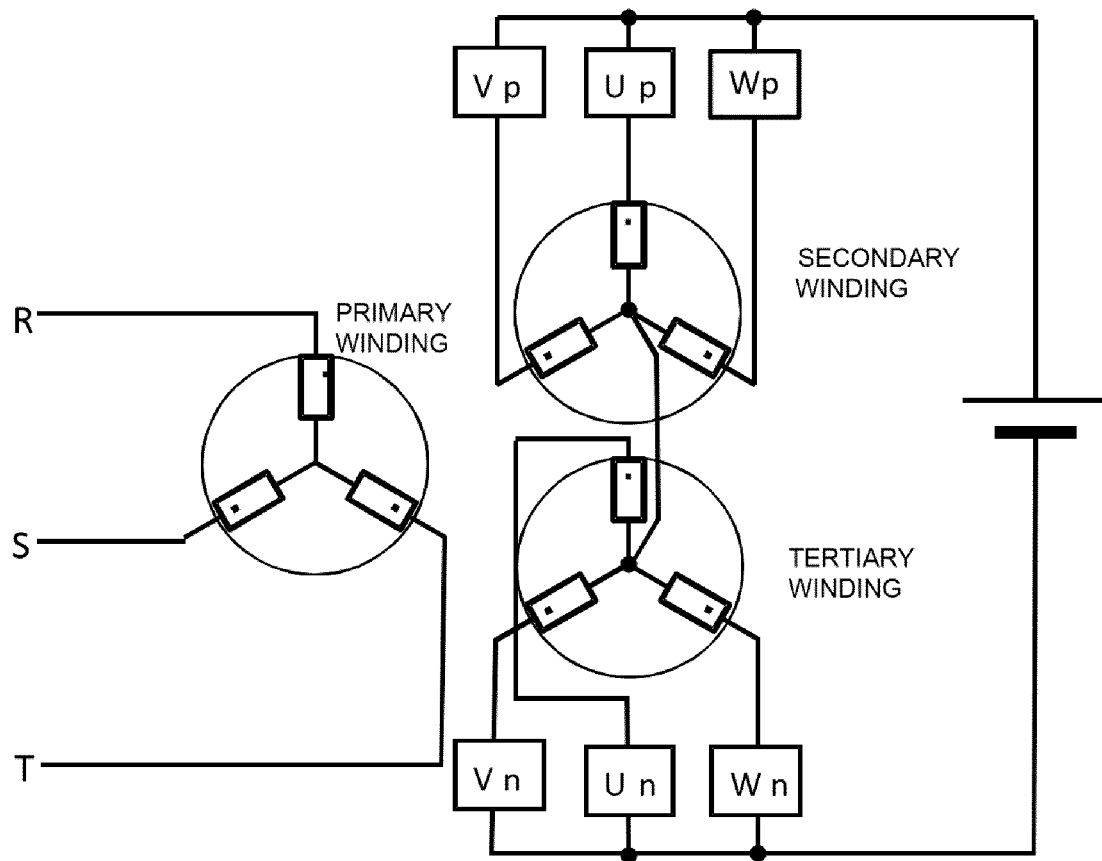 V p
U p
Wp
SECONDARY
WINDING
PRIMARY
WINDING
R
S
T
TERTIARY
WINDING
V n
U n
W n